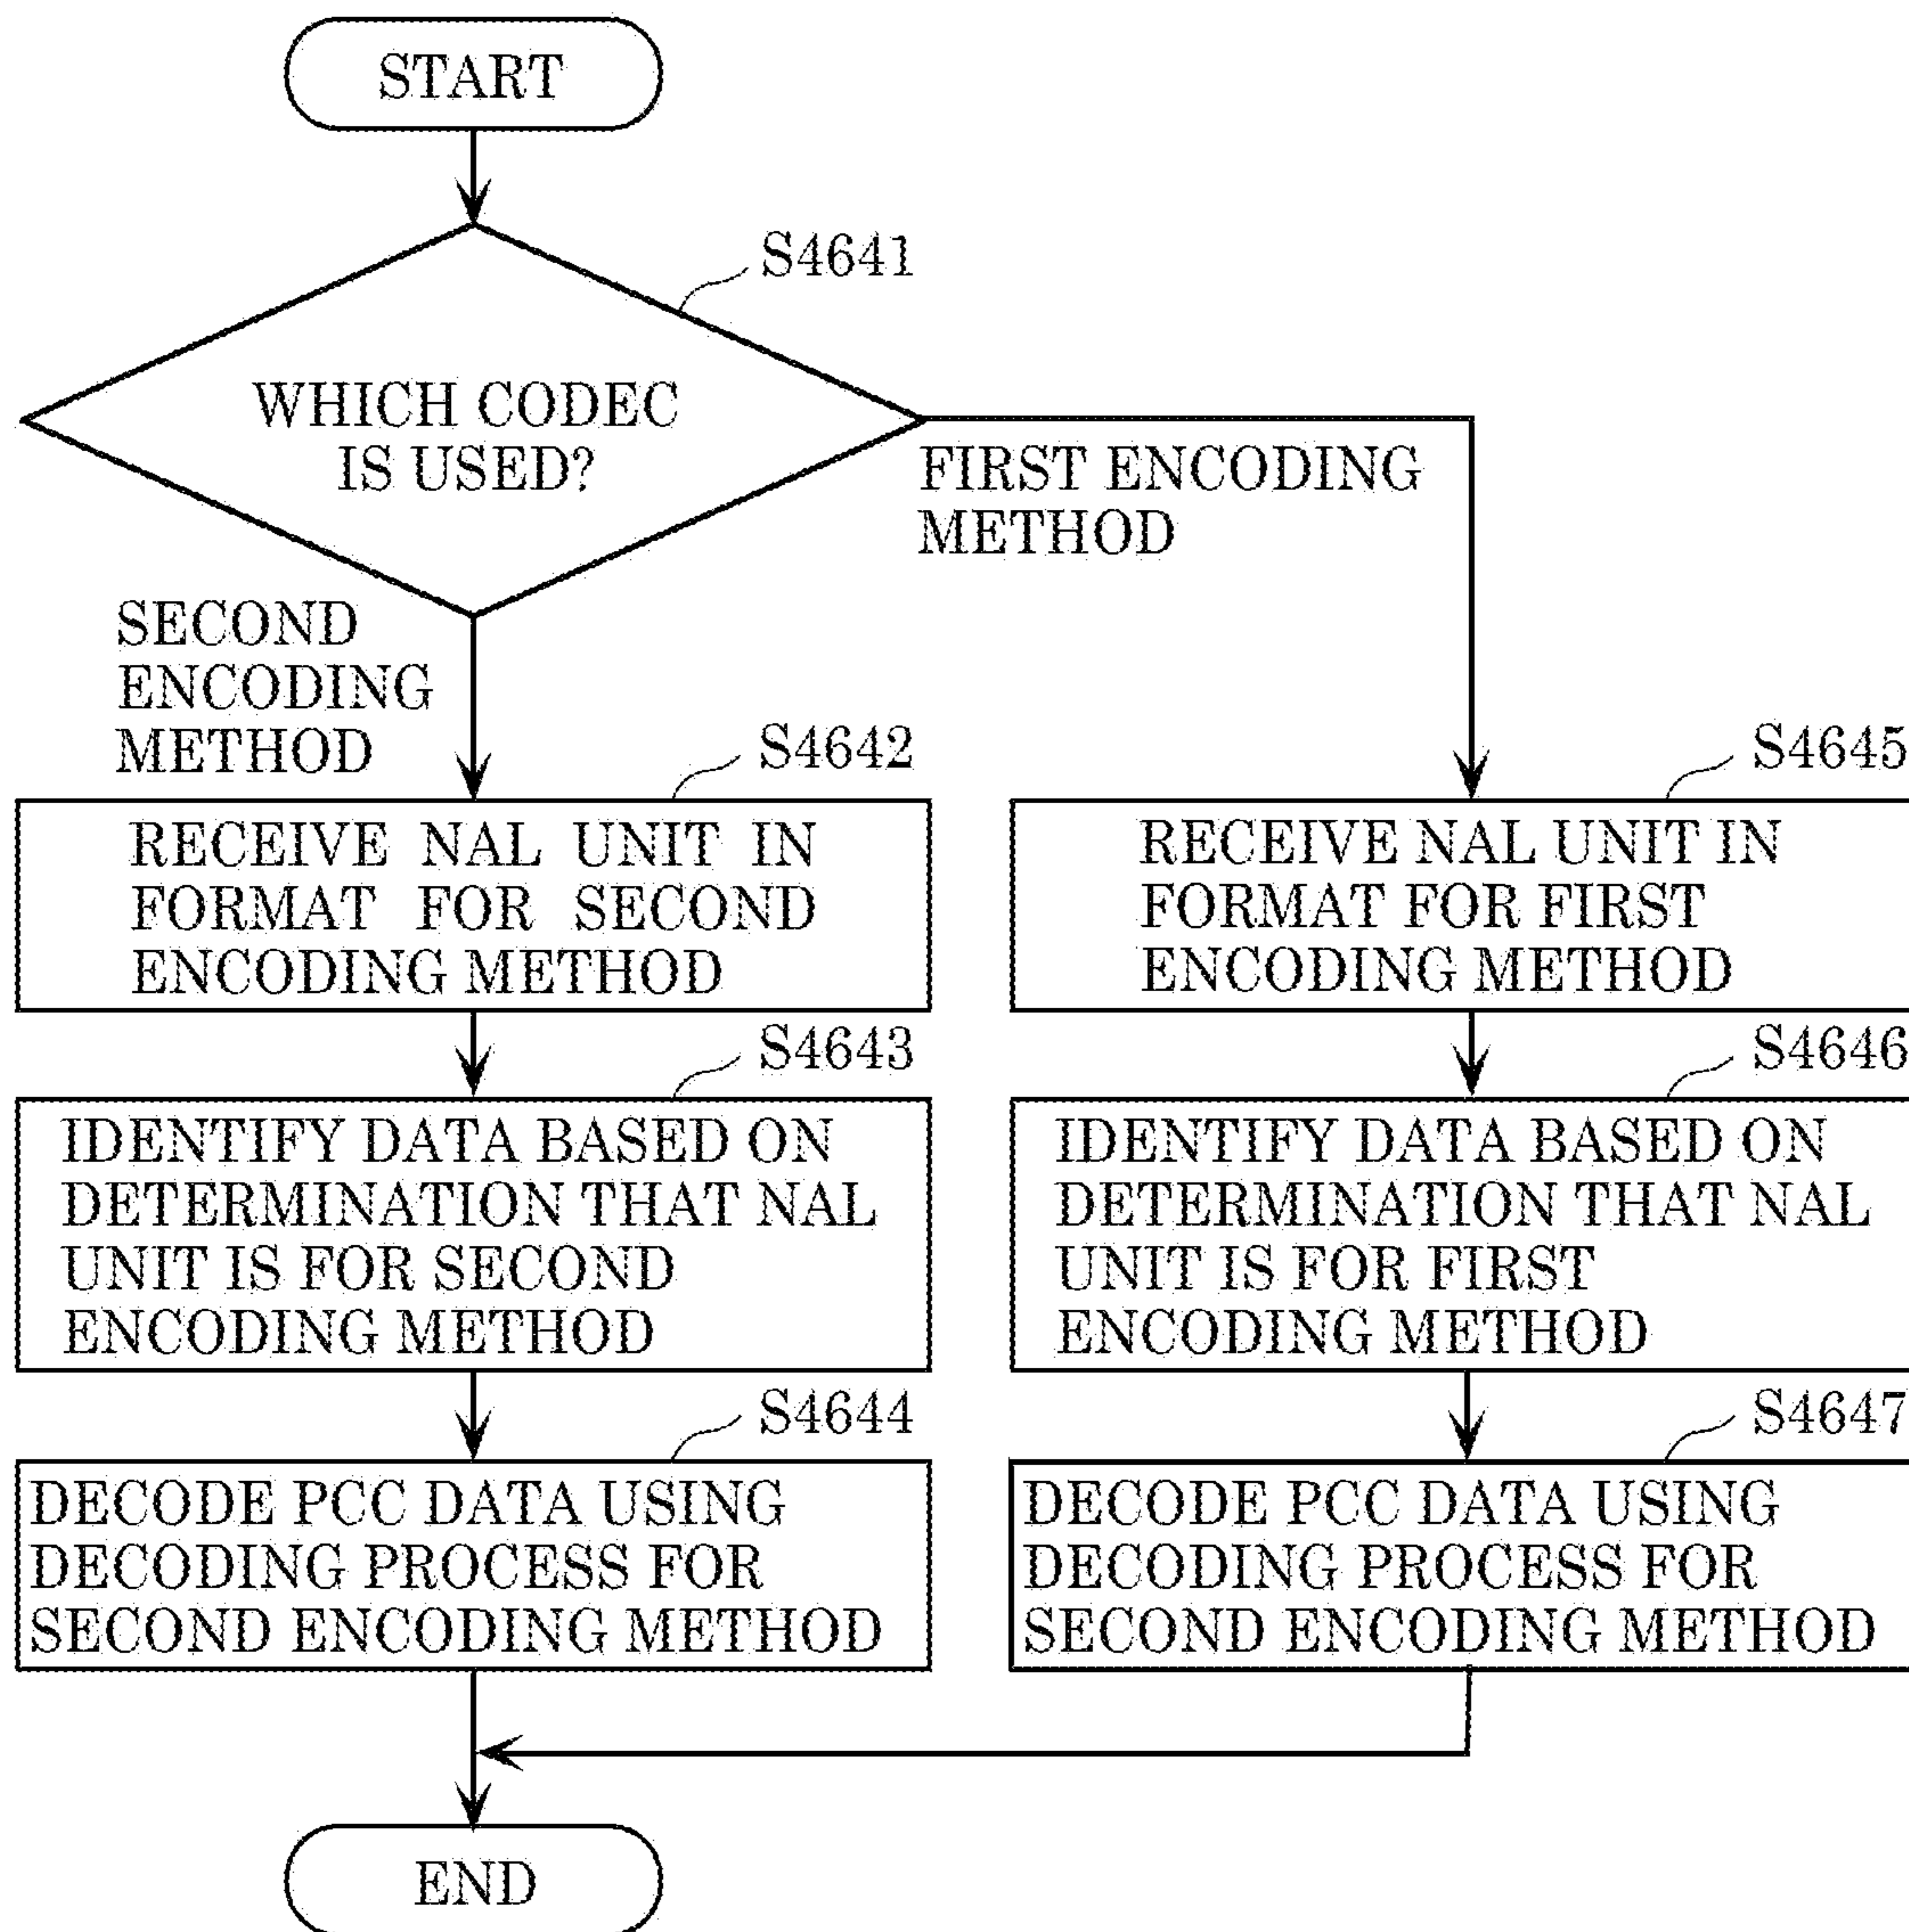 START
S4641
WHICH CODEC
IS USED?
FIRST ENCODING
METHOD
SECOND
ENCODING
METHOD
S4642
RECEIVE NAL UNIT IN
FORMAT FOR SECOND
ENCODING METHOD
S4643
IDENTIFY DATA BASED ON
DETERMINATION THAT NAL
UNIT IS FOR SECOND
ENCODING METHOD
S4644
DECODE PCC DATA USING
DECODING PROCESS FOR
SECOND ENCODING METHOD
S4645
RECEIVE NAL UNIT IN
FORMAT FOR FIRST
ENCODING METHOD
S4646
IDENTIFY DATA BASED ON
DETERMINATION THAT NAL
UNIT IS FOR FIRST
ENCODING METHOD
S4647
DECODE PCC DATA USING
DECODING PROCESS FOR
SECOND ENCODING METHOD
END